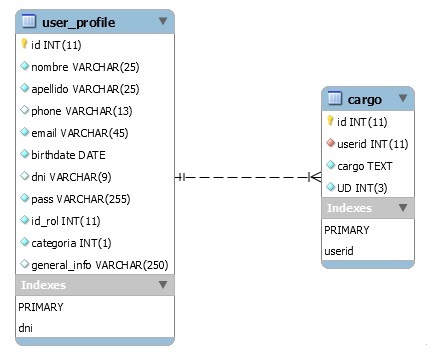 user_profile
id INT(11)
nombre VARCHAR(25)
apellido VARCHAR(25)
phone VARCHAR(13)
email VARCHAR(45)
birthdate DATE
dni VARCHAR(9)
pass VARCHAR(255)
id_rol INT(11)
categoria INT(1)
general_info VARCHAR(250)
Indexes
PRIMARY
dni
cargo
id INT(11)
userid INT(11)
cargo TEXT
UD INT(3)
Indexes
PRIMARY
userid